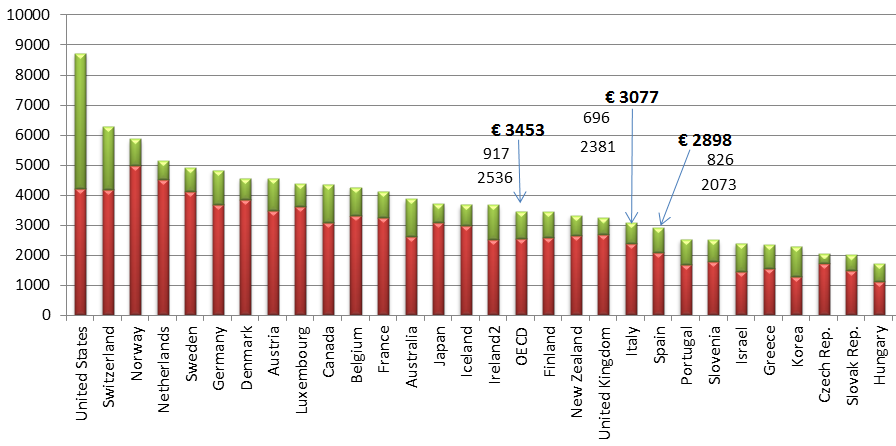 10000
9000
8000
7000
6000
5000
4000
3000
2000
1000
0
€ 3453
917
2536
€ 3077
696
2381
€ 2898
826
2073
United States
Switzerland
Norway
Netherlands
Sweden
Germany
Denmark
Austria
Luxembourg
Canada
Belgium
France
Australia
Japan
Iceland
Ireland2
OECD
Finland
New Zealand
United Kingdom
Italy
Spain
Portugal
Slovenia
Israel
Greece
Korea
Czech Rep.
Slovak Rep.
Hungary